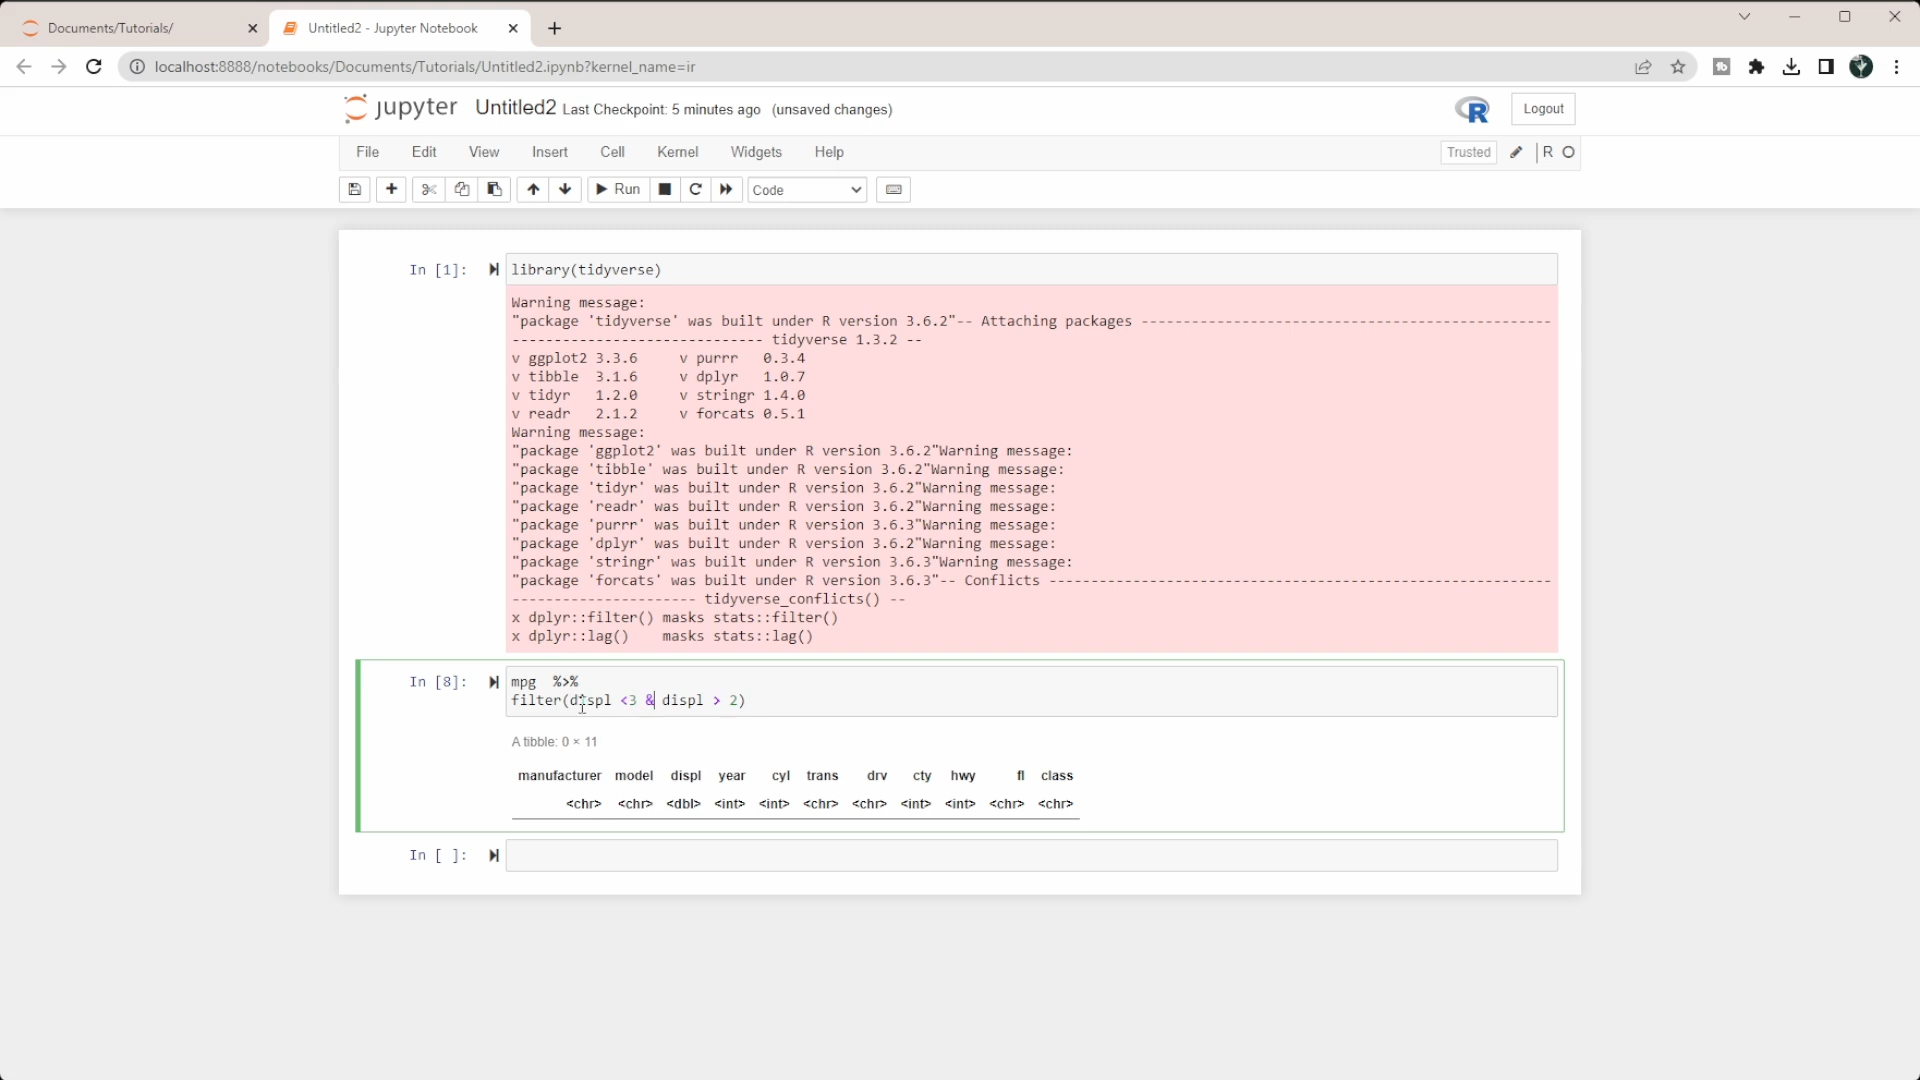 Documents/Tutorials/
Untitled2 - Jupyter Notebook
localhost:8888/notebooks/Documents/Tutorials/Untitled2.ipynb?kernel_name=ir
jupyter Untitled2 Last Checkpoint: 5 minutes ago (unsaved changes)
R
Logout
File Edit View Insert Cell Kernel Widgets Help
Trusted
R
Run
Code
In [1]: library(tidyverse)
Warning message:
"package 'tidyverse' was built under R version 3.6.2"-- Attaching packages -------------------------------------------------
------------------------------ tidyverse 1.3.2 --
v ggplot2 3.3.6     v purrr   0.3.4
v tibble  3.1.6     v dplyr   1.0.7
v tidyr   1.2.0     v stringr 1.4.0
v readr   2.1.2     v forcats 0.5.1
Warning message:
"package 'ggplot2' was built under R version 3.6.2"Warning message:
"package 'tibble' was built under R version 3.6.2"Warning message:
"package 'tidyr' was built under R version 3.6.2"Warning message:
"package 'readr' was built under R version 3.6.2"Warning message:
"package 'purrr' was built under R version 3.6.3"Warning message:
"package 'dplyr' was built under R version 3.6.2"Warning message:
"package 'stringr' was built under R version 3.6.3"Warning message:
"package 'forcats' was built under R version 3.6.3"-- Conflicts ------------------------------------------------------------
---------------------- tidyverse_conflicts() --
x dplyr::filter() masks stats::filter()
x dplyr::lag()    masks stats::lag()
In [8]: mpg  %>%
filter(displ <3 & displ > 2)
A tibble: 0 × 11
manufacturer model displ year cyl trans drv cty hwy fl class
<chr> <chr> <dbl> <int> <int> <chr> <chr> <int> <int> <chr> <chr>
In [ ]: